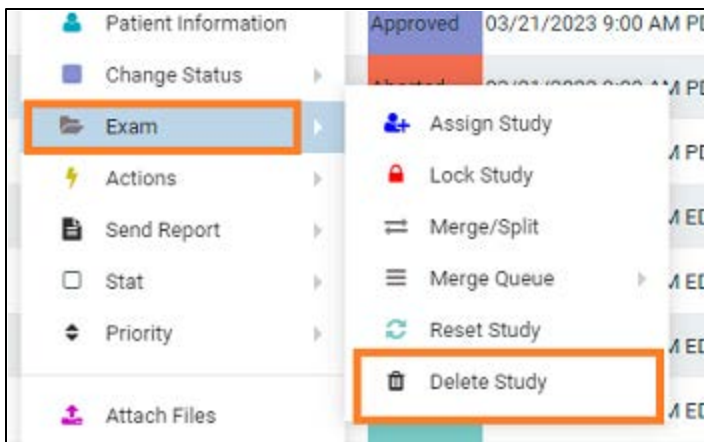 Patient Information
Approved 03/21/2023 9:00 AM
Change Status
Exam
Assign Study
Actions
Lock Study
Send Report
Merge/Split
Stat
Merge Queue
Priority
Reset Study
Delete Study
Attach Files